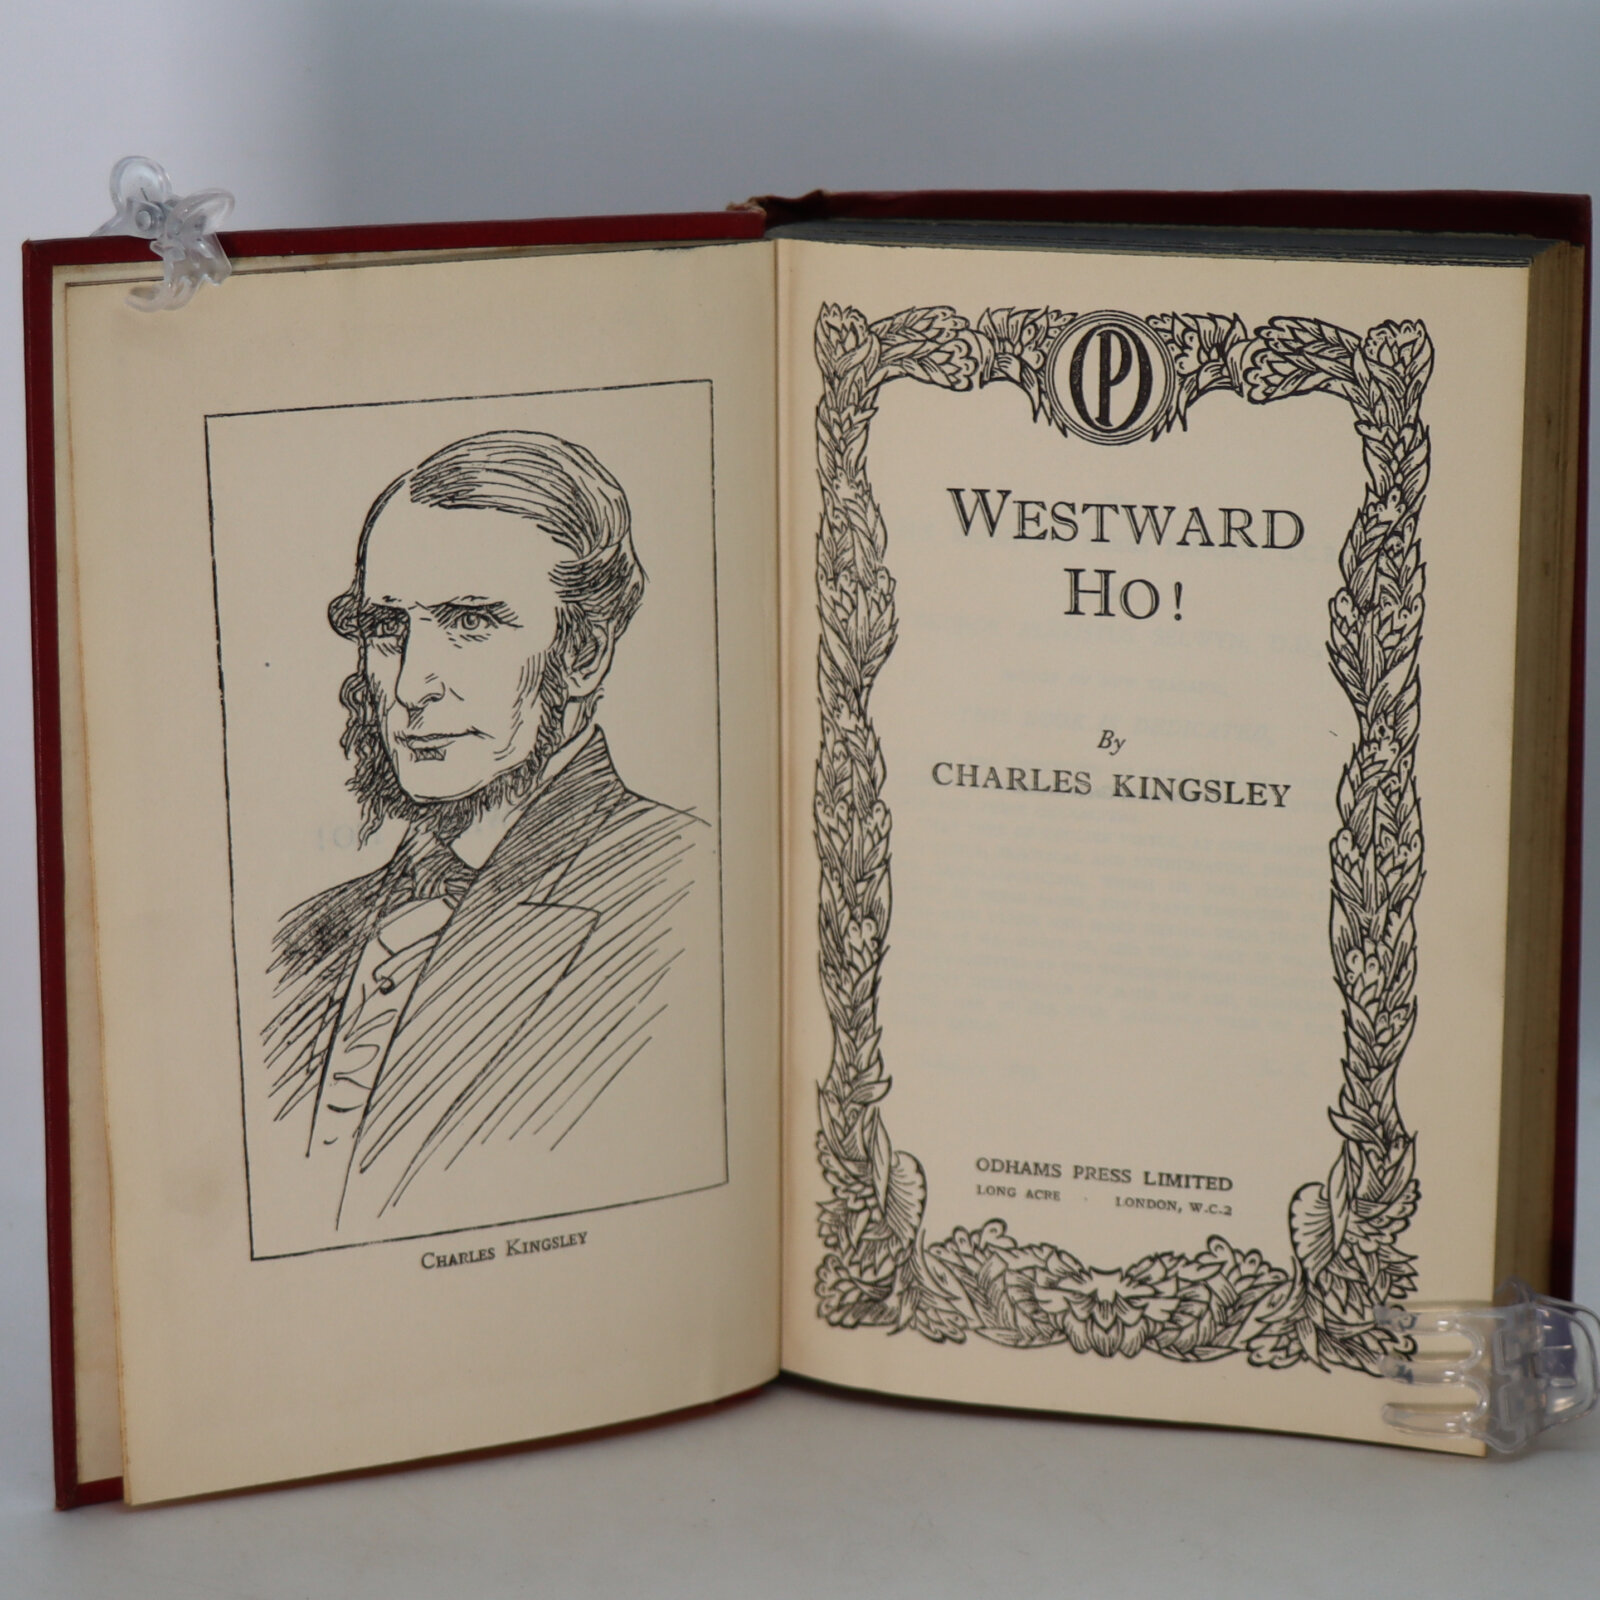 CHARLES KINGSLEY
OP
WESTWARD
HO!
By
CHARLES KINGSLEY
ODHAMS PRESS LIMITED
LONG ACRE · LONDON, W.C.2